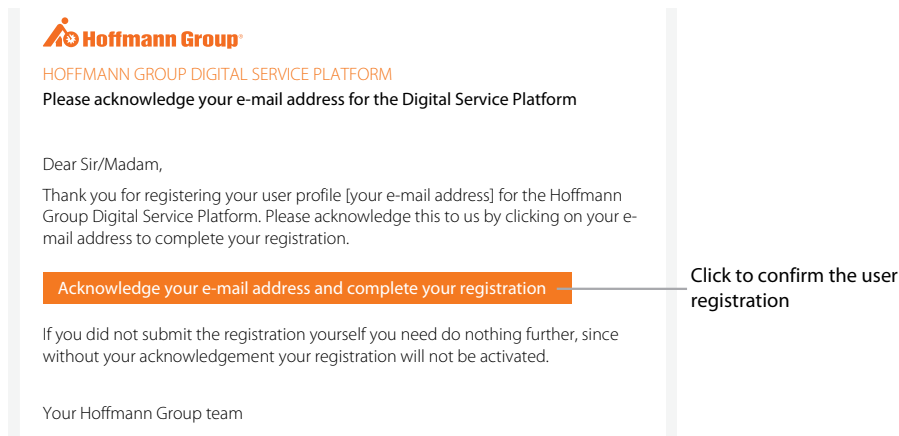 Hoffmann Group
HOFFMANN GROUP DIGITAL SERVICE PLATFORM
Please acknowledge your e-mail address for the Digital Service Platform
Dear Sir/Madam,
Thank you for registering your user profile [your e-mail address] for the Hoffmann
Group Digital Service Platform. Please acknowledge this to us by clicking on your e-
mail address to complete your registration.
Acknowledge your e-mail address and complete your registration
Click to confirm the user
registration
If you did not submit the registration yourself you need do nothing further, since
without your acknowledgement your registration will not be activated.
Your Hoffmann Group team